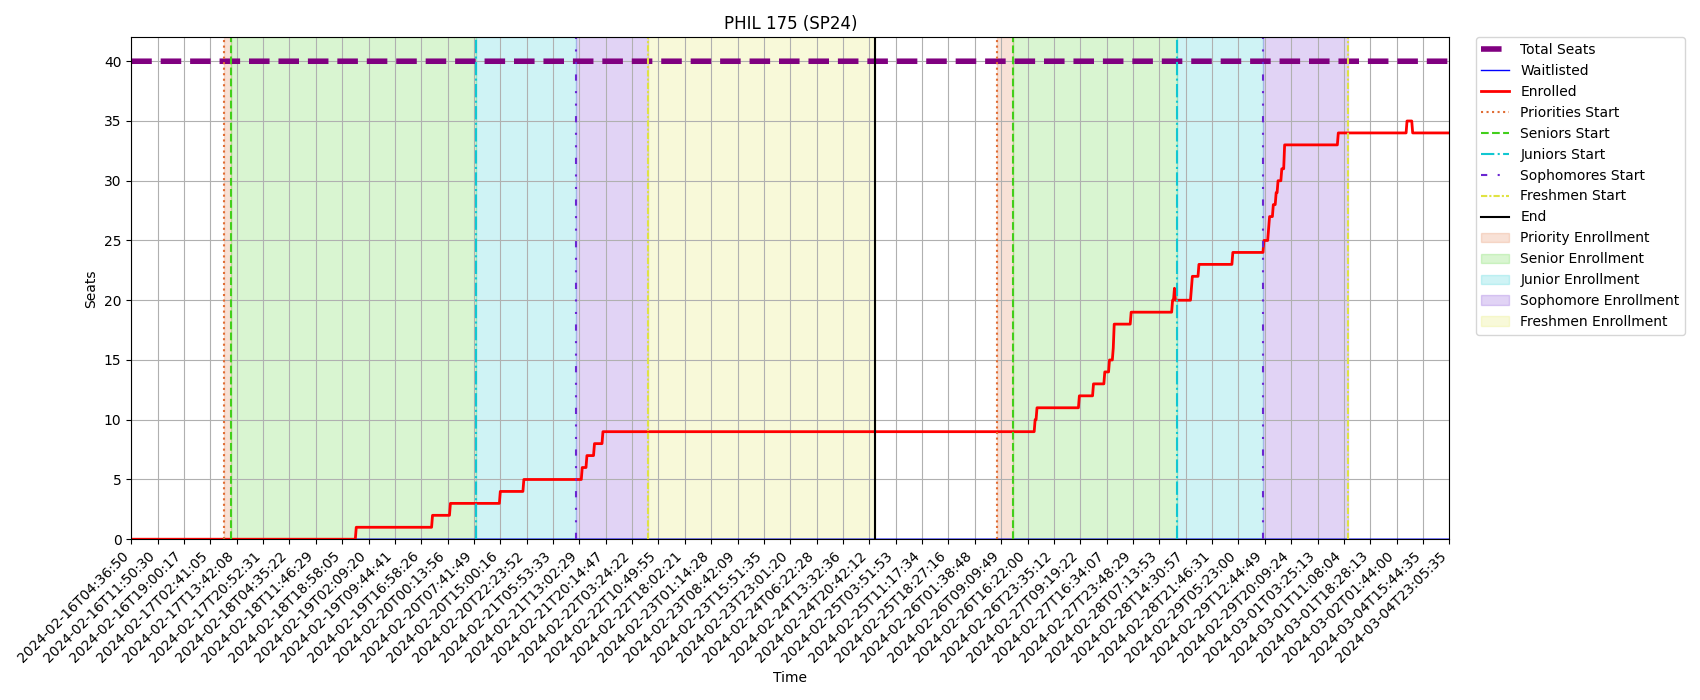 PHIL 175 (SP24)
Seats
40
35
30
25
20
15
10
5
0
2024-02-16T04:36:50
2024-02-16T11:50:30
2024-02-16T19:00:17
2024-02-17T02:41:05
2024-02-17T13:42:08
2024-02-17T20:52:31
2024-02-18T04:35:22
2024-02-18T11:46:29
2024-02-18T18:58:05
2024-02-19T02:09:20
2024-02-19T09:44:41
2024-02-19T16:58:26
2024-02-20T00:13:56
2024-02-20T07:41:49
2024-02-20T15:00:16
2024-02-20T22:23:52
2024-02-21T05:53:33
2024-02-21T13:02:29
2024-02-21T20:14:47
2024-02-22T03:24:22
2024-02-22T10:49:55
2024-02-22T18:02:21
2024-02-23T01:14:28
2024-02-23T08:42:09
2024-02-23T15:51:35
2024-02-23T23:01:20
2024-02-24T06:22:28
2024-02-24T13:32:36
2024-02-24T20:42:12
2024-02-25T03:51:53
2024-02-25T11:17:34
2024-02-25T18:27:16
2024-02-26T01:38:48
2024-02-26T09:09:49
2024-02-26T16:22:00
2024-02-26T23:35:12
2024-02-27T09:19:22
2024-02-27T16:34:07
2024-02-27T23:48:29
2024-02-28T07:13:53
2024-02-28T14:30:57
2024-02-28T21:46:31
2024-02-29T05:23:00
2024-02-29T12:44:49
2024-02-29T20:09:24
2024-03-01T03:25:13
2024-03-01T11:08:04
2024-03-01T18:28:13
2024-03-02T01:44:00
2024-03-04T15:44:35
2024-03-04T23:05:35
Time
Total Seats
Waitlisted
Enrolled
Priorities Start
Seniors Start
Juniors Start
Sophomores Start
Freshmen Start
End
Priority Enrollment
Senior Enrollment
Junior Enrollment
Sophomore Enrollment
Freshmen Enrollment